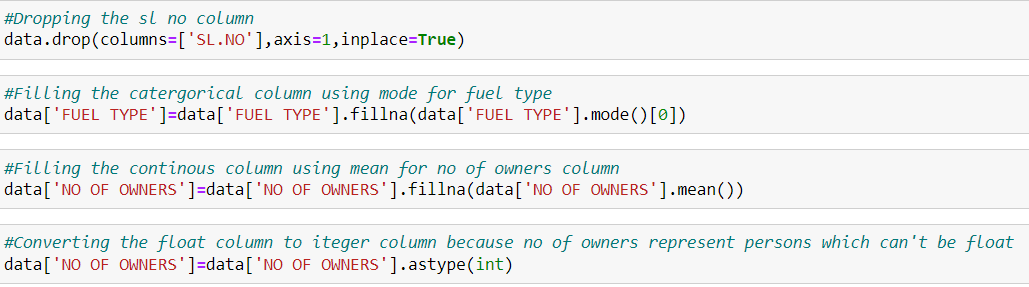 #Dropping the sl no column
data.drop(columns=['SL.NO'],axis=1,inplace=True)
#Filling the catergorical column using mode for fuel type
data['FUEL TYPE']=data['FUEL TYPE'].fillna(data['FUEL TYPE'].mode()[0])
#Filling the continous column using mean for no of owners column
data['NO OF OWNERS']=data['NO OF OWNERS'].fillna(data['NO OF OWNERS'].mean())
#Converting the float column to iteger column because no of owners represent persons which can't be float
data['NO OF OWNERS']=data['NO OF OWNERS'].astype(int)